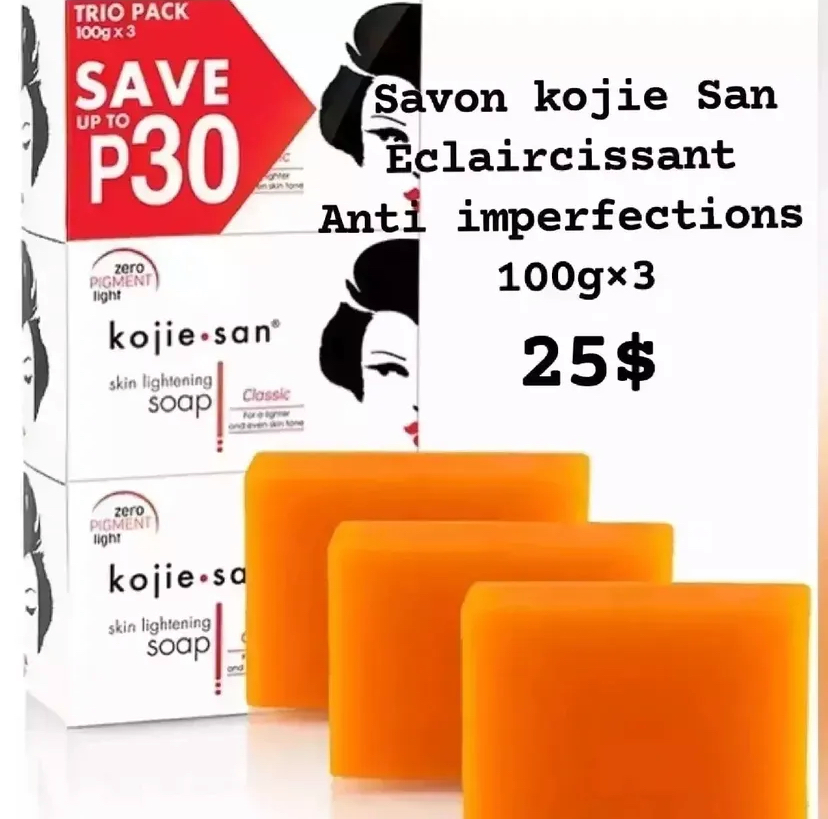 TRIO PACK
100g x 3
SAVE
UP TO
P30
Savon kojie San
Eclaircissant
Anti imperfections
100g×3
25$
zero
PIGMENT
light
kojie•san®
skin lightening
soap
Classic
For a lighter
and even skin tone
zero
PIGMENT
light
kojie•sa
skin lightening
soap